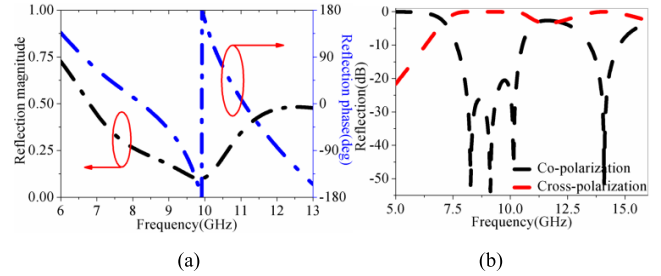 1.00
0.75
0.50
0.25
0.00
Reflection magnitude
6 7 8 9 10 11 12 13
Frequency(GHz)
180
90
0
-90
-180
Reflection phase(deg)
(a)
(b)
0
-10
-20
-30
-40
-50
Reflection(dB)
Co-polarization
Cross-polarization
5.0 7.5 10.0 12.5 15.0
Frequency(GHz)
(a)
(b)